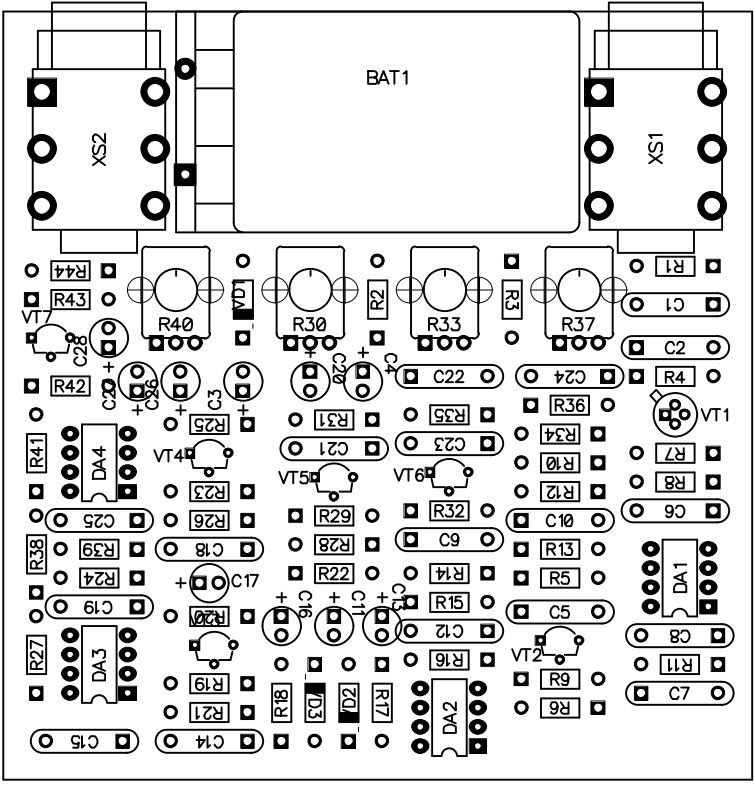 BAT1
XS2
XS1
R44
R1
R43
VD1
R2
R3
C1
VT7
R40
R30
R33
R37
C28
C2
C20
C4
R42
C26
C3
C22
C24
R4
R36
R25
R31
R35
VT1
R41
R34
VT4
C21
C23
R7
DA4
R10
VT5
VT6
R8
R23
R12
C25
R26
R29
R32
C10
C6
R38
R39
C18
R28
C9
R13
R24
C17
R22
R14
R5
DA1
C19
R20
C16
C11
C13
R15
C5
C12
C8
R27
DA3
VT2
R16
R11
R19
R9
R18
VD3
VD2
R17
C7
R21
DA2
R6
C15
C14